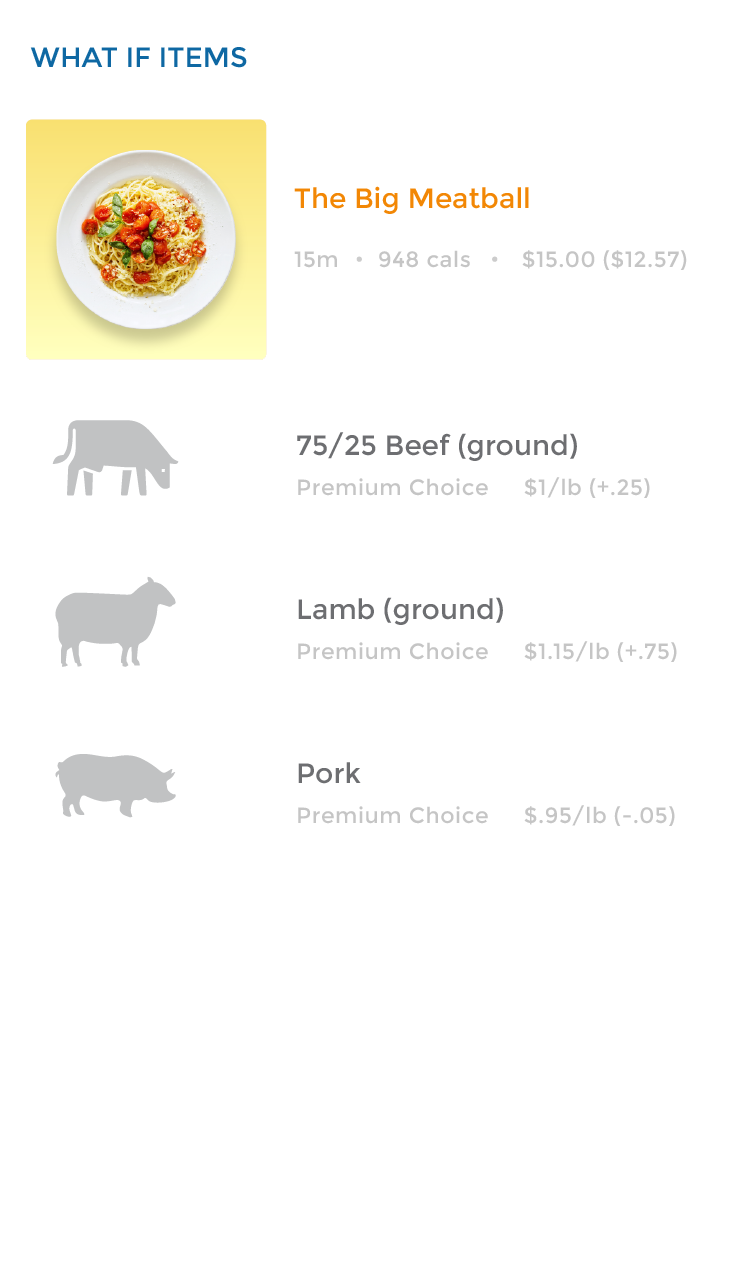 WHAT IF ITEMS
The Big Meatball
15m • 948 cals • $15.00 ($12.57)
75/25 Beef (ground)
Premium Choice $1/lb (+.25)
Lamb (ground)
Premium Choice $1.15/lb (+.75)
Pork
Premium Choice $.95/lb (-.05)